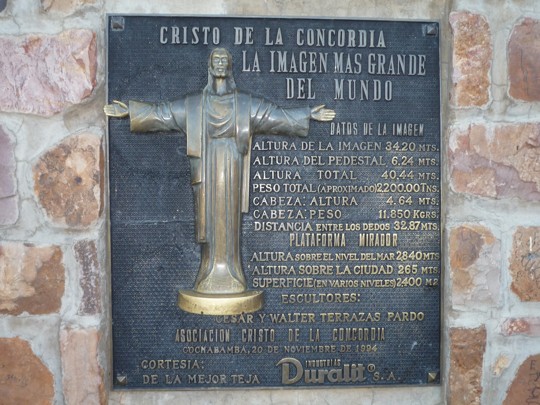 CRISTO DE LA CONCORDIA
LA IMAGEN MAS GRANDE
DEL MUNDO
DATOS DE LA IMAGEN
ALTURA DE LA IMAGEN 34.20 MTS.
ALTURA DEL PEDESTAL 6.24 MTS.
ALTURA TOTAL 40,44 MTS.
PESO TOTAL (APROXIMADO) 2200.00 TNS.
CABEZA: ALTURA 4.64 MTS.
CABEZA: PESO 11.850 KGRS.
DISTANCIA ENTRE LOS DEDOS 32.87 MTS.
PLATAFORMA MIRADOR
ALTURA SOBRE EL NIVEL DEL MAR 2840 MTS
ALTURA SOBRE LA CIUDAD 265 MTS
SUPERFICIE (EN VARIOS NIVELES) 2400 M².
ESCULTORES:
CESAR Y WALTER TERRAZAS PARDO
ASOCIACION CRISTO DE LA CONCORDIA
COCHABAMBA, 20 DE NOVIEMBRE DE 1994
CORTESIA:
DE LA MEJOR TEJA
INDUSTRIAS
Duralit S.A.